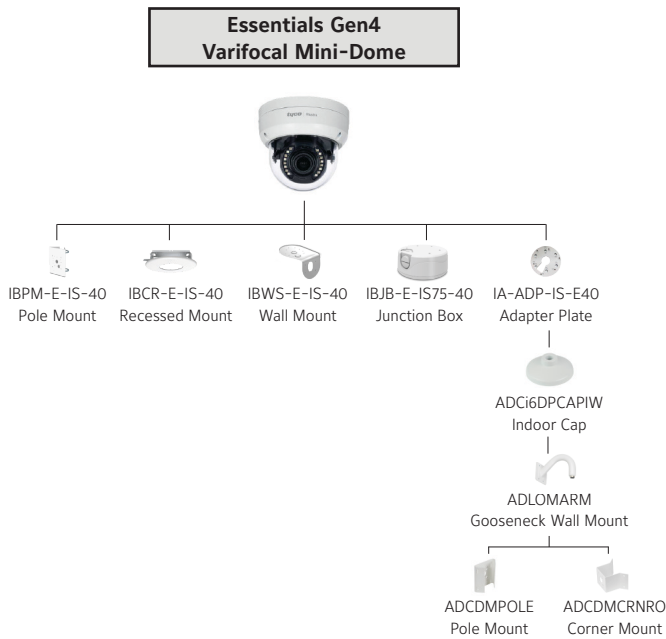 Essentials Gen4
Varifocal Mini-Dome
tyco
IBPM-E-IS-40
Pole Mount
IBCR-E-IS-40
Recessed Mount
IBWS-E-IS-40
Wall Mount
IBJB-E-IS75-40
Junction Box
IA-ADP-IS-E40
Adapter Plate
ADCi6DPCAPIW
Indoor Cap
ADLOMARM
Gooseneck Wall Mount
ADCDMPOLE
Pole Mount
ADCDMCRNRO
Corner Mount